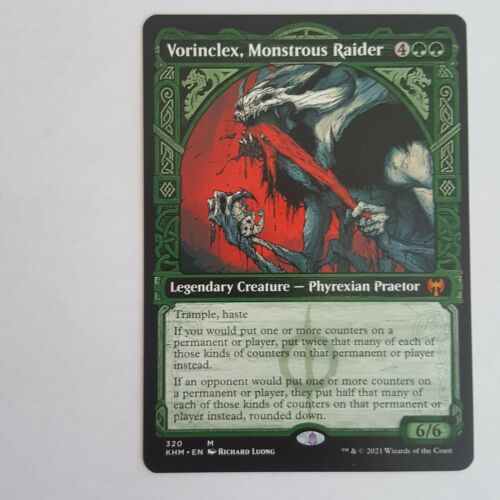 Vorinclex, Monstrous Raider 4
Legendary Creature — Phyrexian Praetor
Trample, haste
If you would put one or more counters on a
permanent or player, put twice that many of each of
those kinds of counters on that permanent or player
instead.
If an opponent would put one or more counters on
a permanent or player, they put half that many of
each of those kinds of counters on that permanent or
player instead, rounded down.
6/6
320 M
KHM • EN Richard Luong ™ & © 2021 Wizards of the Coast